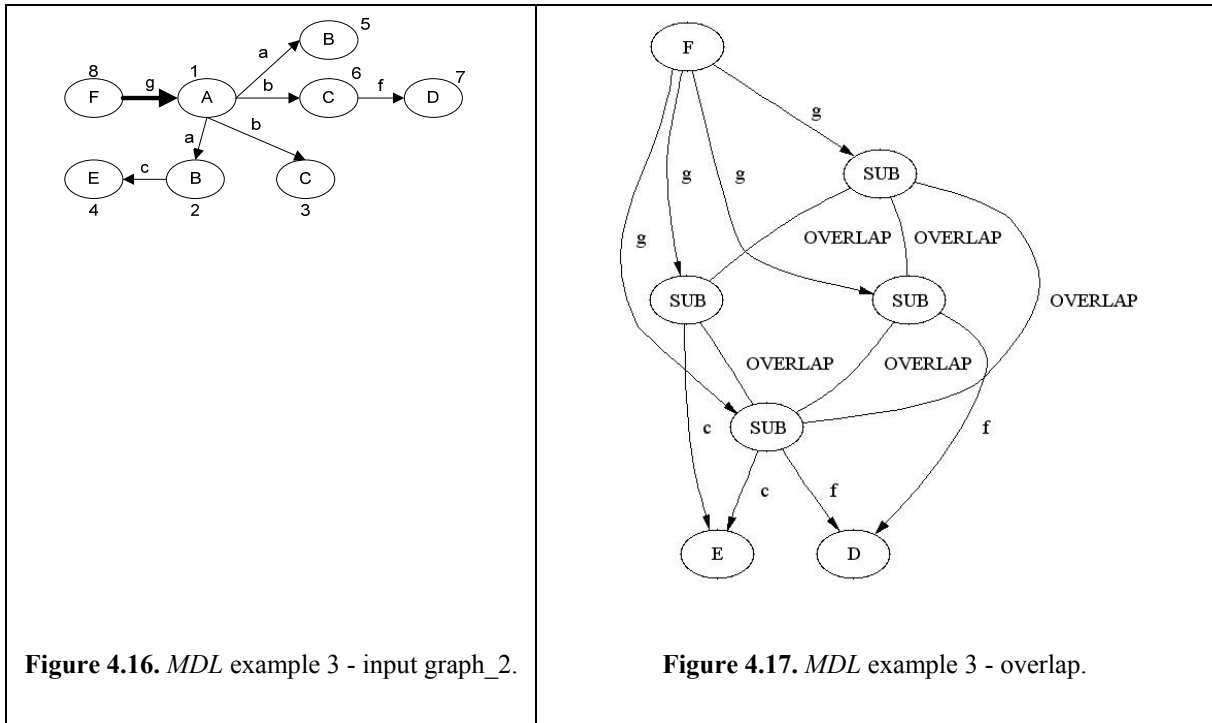 5
B
a
8
g
1
6
f
7
F
A
b
C
D
a
b
E
c
B
C
4
2
3
Figure 4.16. MDL example 3 - input graph_2.
F
g
SUB
g
g
g
OVERLAP
OVERLAP
SUB
SUB
OVERLAP
OVERLAP
OVERLAP
SUB
c
f
c
f
E
D
Figure 4.17. MDL example 3 - overlap.